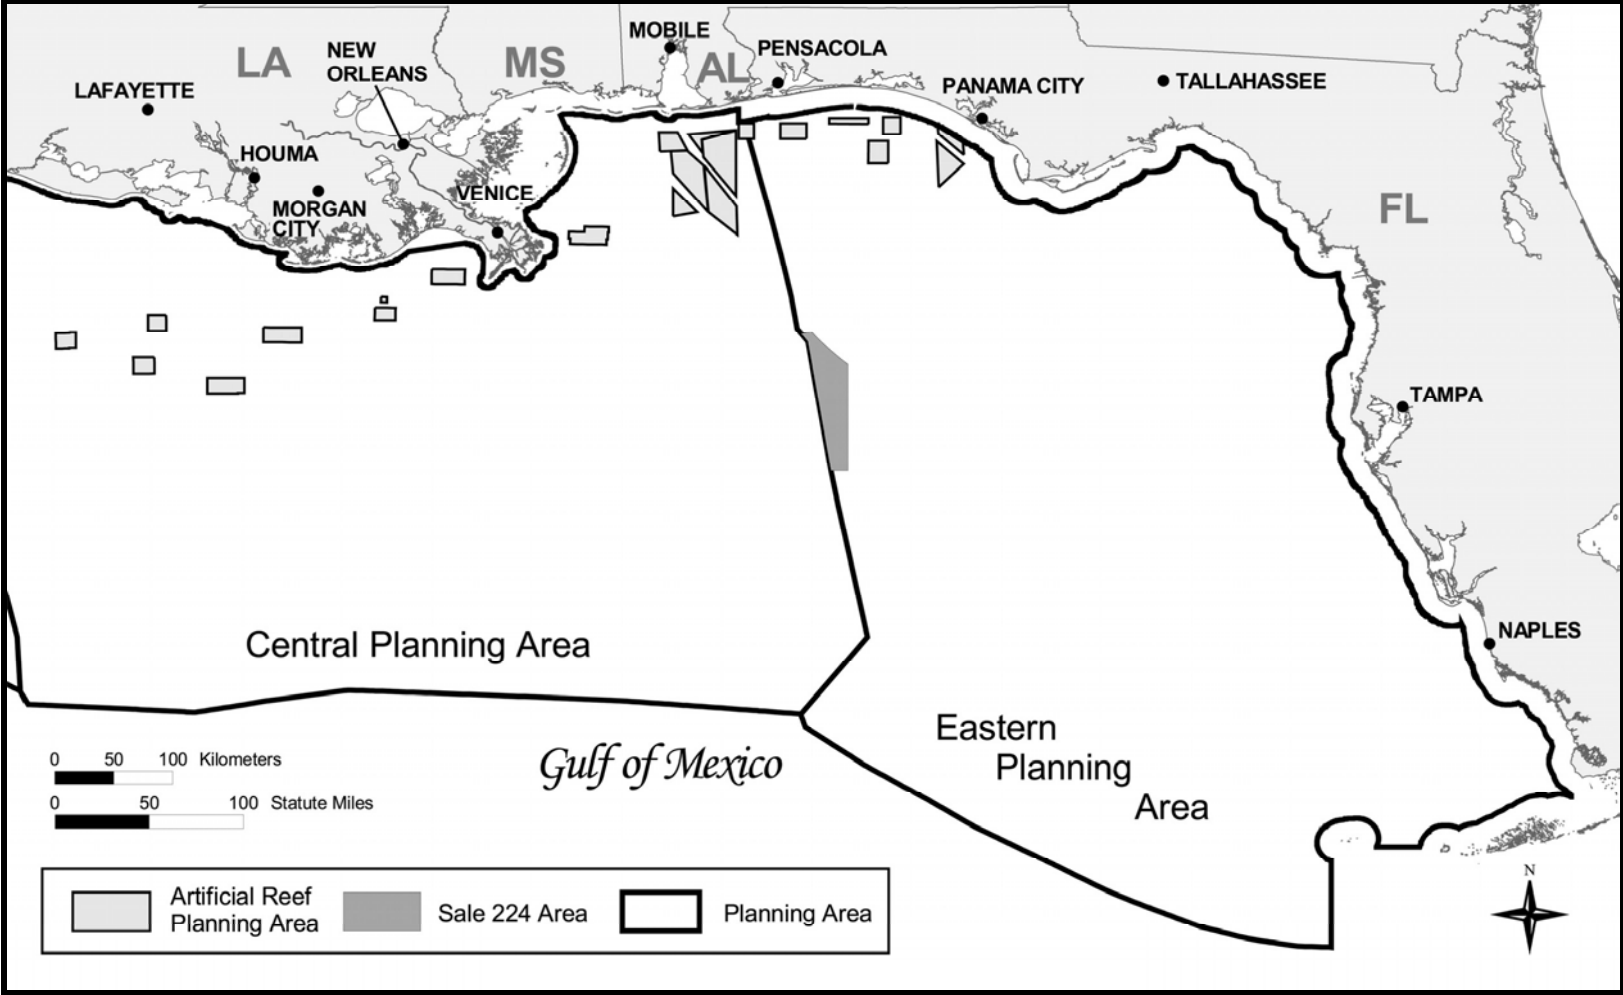 MOBILE
LA
NEW
ORLEANS
MS
AL
PENSACOLA
LAFAYETTE
PANAMA CITY
TALLAHASSEE
HOUMA
VENICE
MORGAN
CITY
FL
TAMPA
NAPLES
Central Planning Area
Eastern
Planning
Area
Gulf of Mexico
0 50 100 Kilometers
0 50 100 Statute Miles
Artificial Reef
Planning Area
Sale 224 Area
Planning Area
N